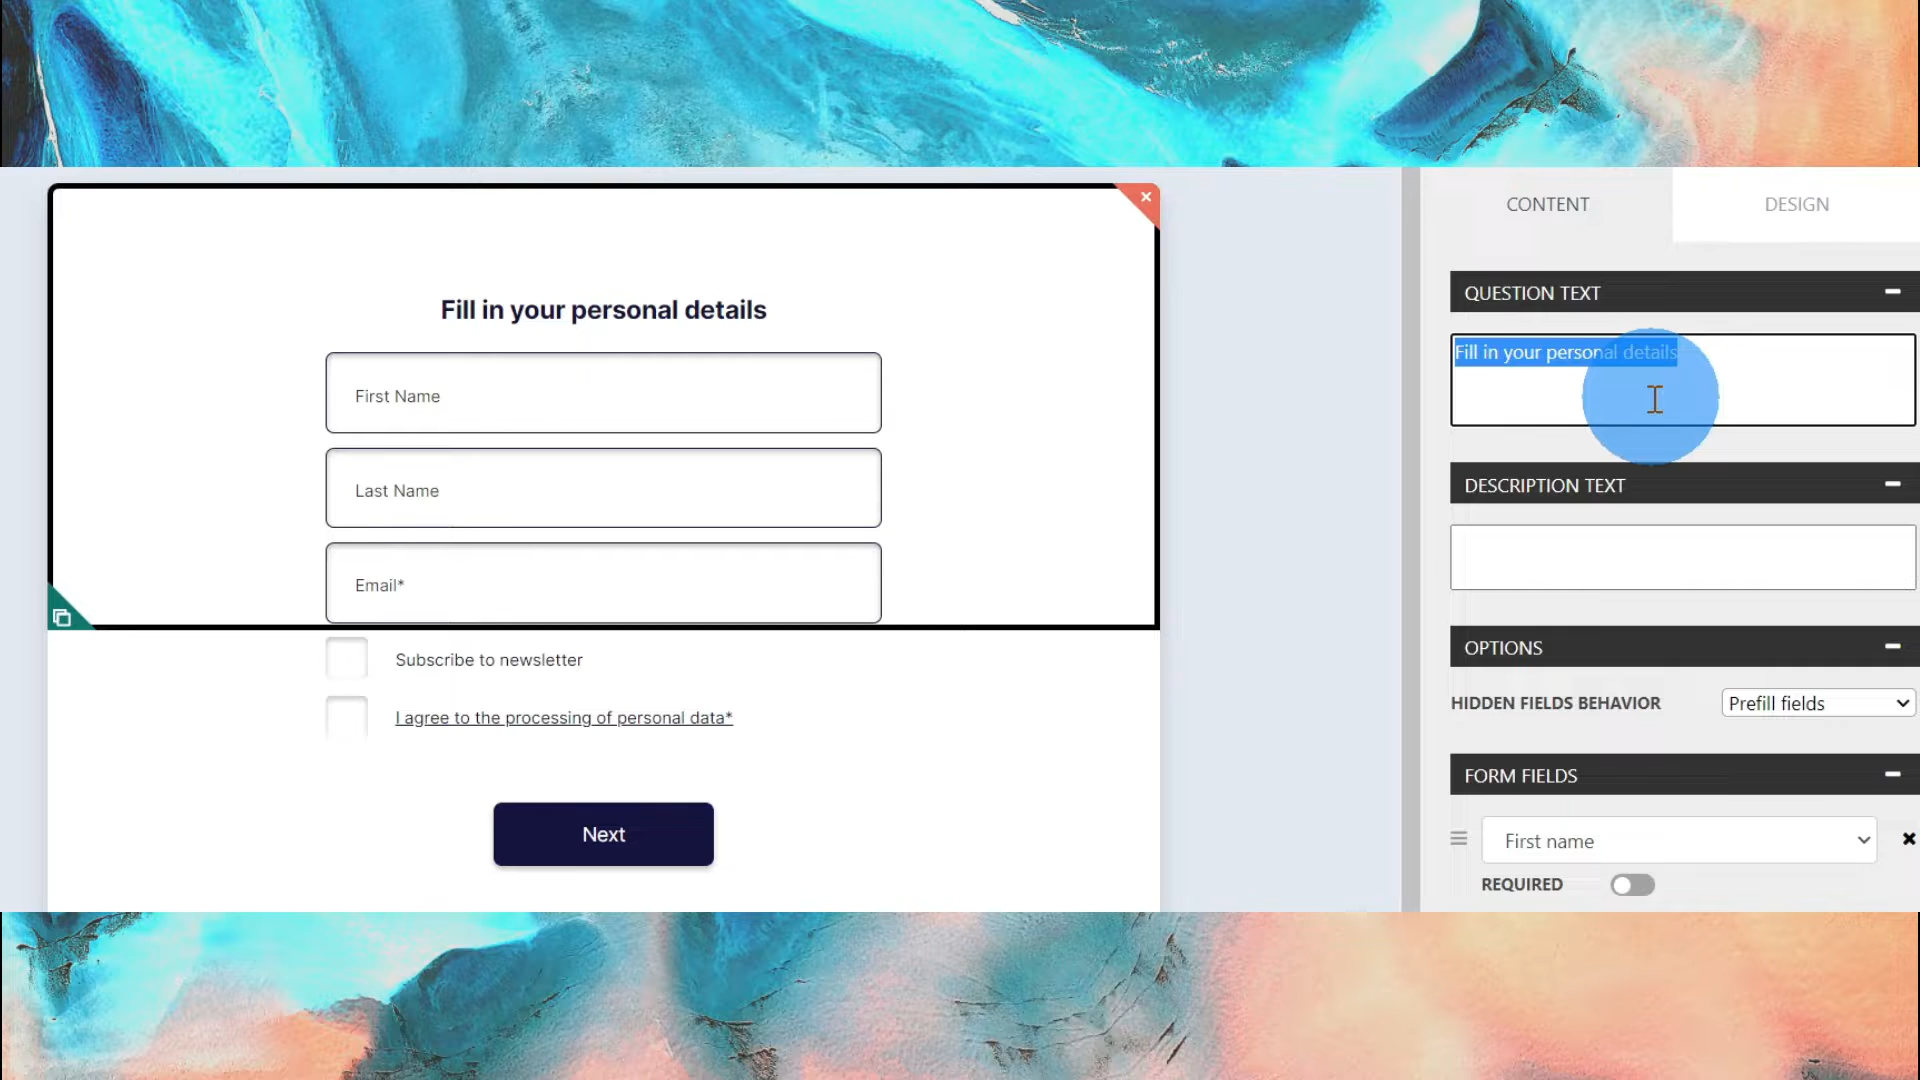 Fill in your personal details
First Name
Last Name
Email*
Subscribe to newsletter
I agree to the processing of personal data*
Next
CONTENT
DESIGN
QUESTION TEXT
Fill in your personal details
DESCRIPTION TEXT
OPTIONS
HIDDEN FIELDS BEHAVIOR
Prefill fields
FORM FIELDS
First name
REQUIRED